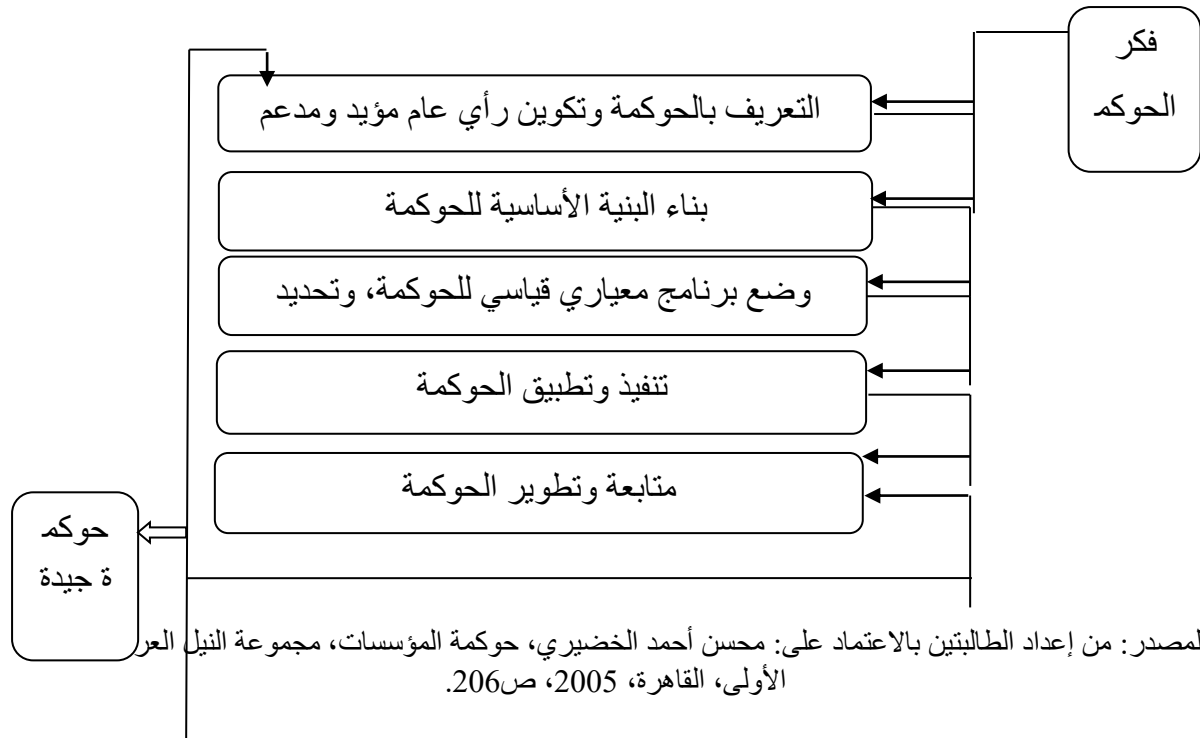 فكر
الحوكمـ
التعريف بالحوكمة وتكوين رأي عام مؤيد ومدعم
بناء البنية الأساسية للحوكمة
وضع برنامج معياري قياسي للحوكمة، وتحديد
تنفيذ وتطبيق الحوكمة
متابعة وتطوير الحوكمة
حوكمـ
ة جيدة
لمصدر: من إعداد الطالبتين بالاعتماد على: محسن أحمد الخضيري، حوكمة المؤسسات، مجموعة النيل العر
الأولى، القاهرة، 2005، ص206.